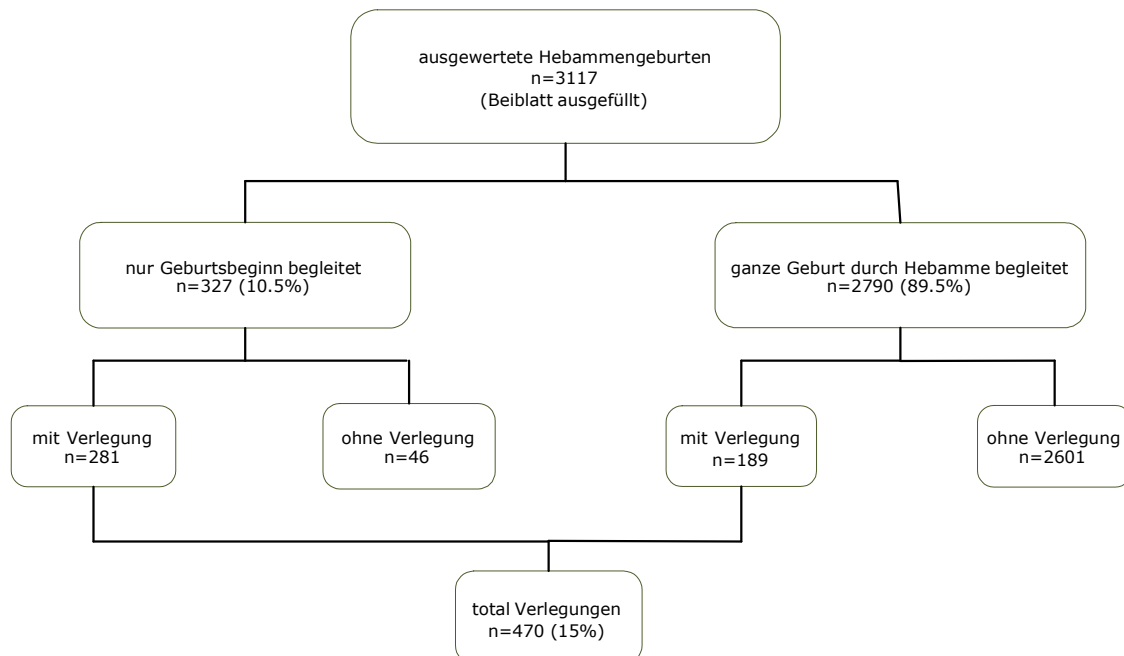 ausgewertete Hebammengeburten
n=3117
(Beiblatt ausgefüllt)
nur Geburtsbeginn begleitet
n=327 (10.5%)
ganze Geburt durch Hebamme begleitet
n=2790 (89.5%)
mit Verlegung
n=281
ohne Verlegung
n=46
mit Verlegung
n=189
ohne Verlegung
n=2601
total Verlegungen
n=470 (15%)